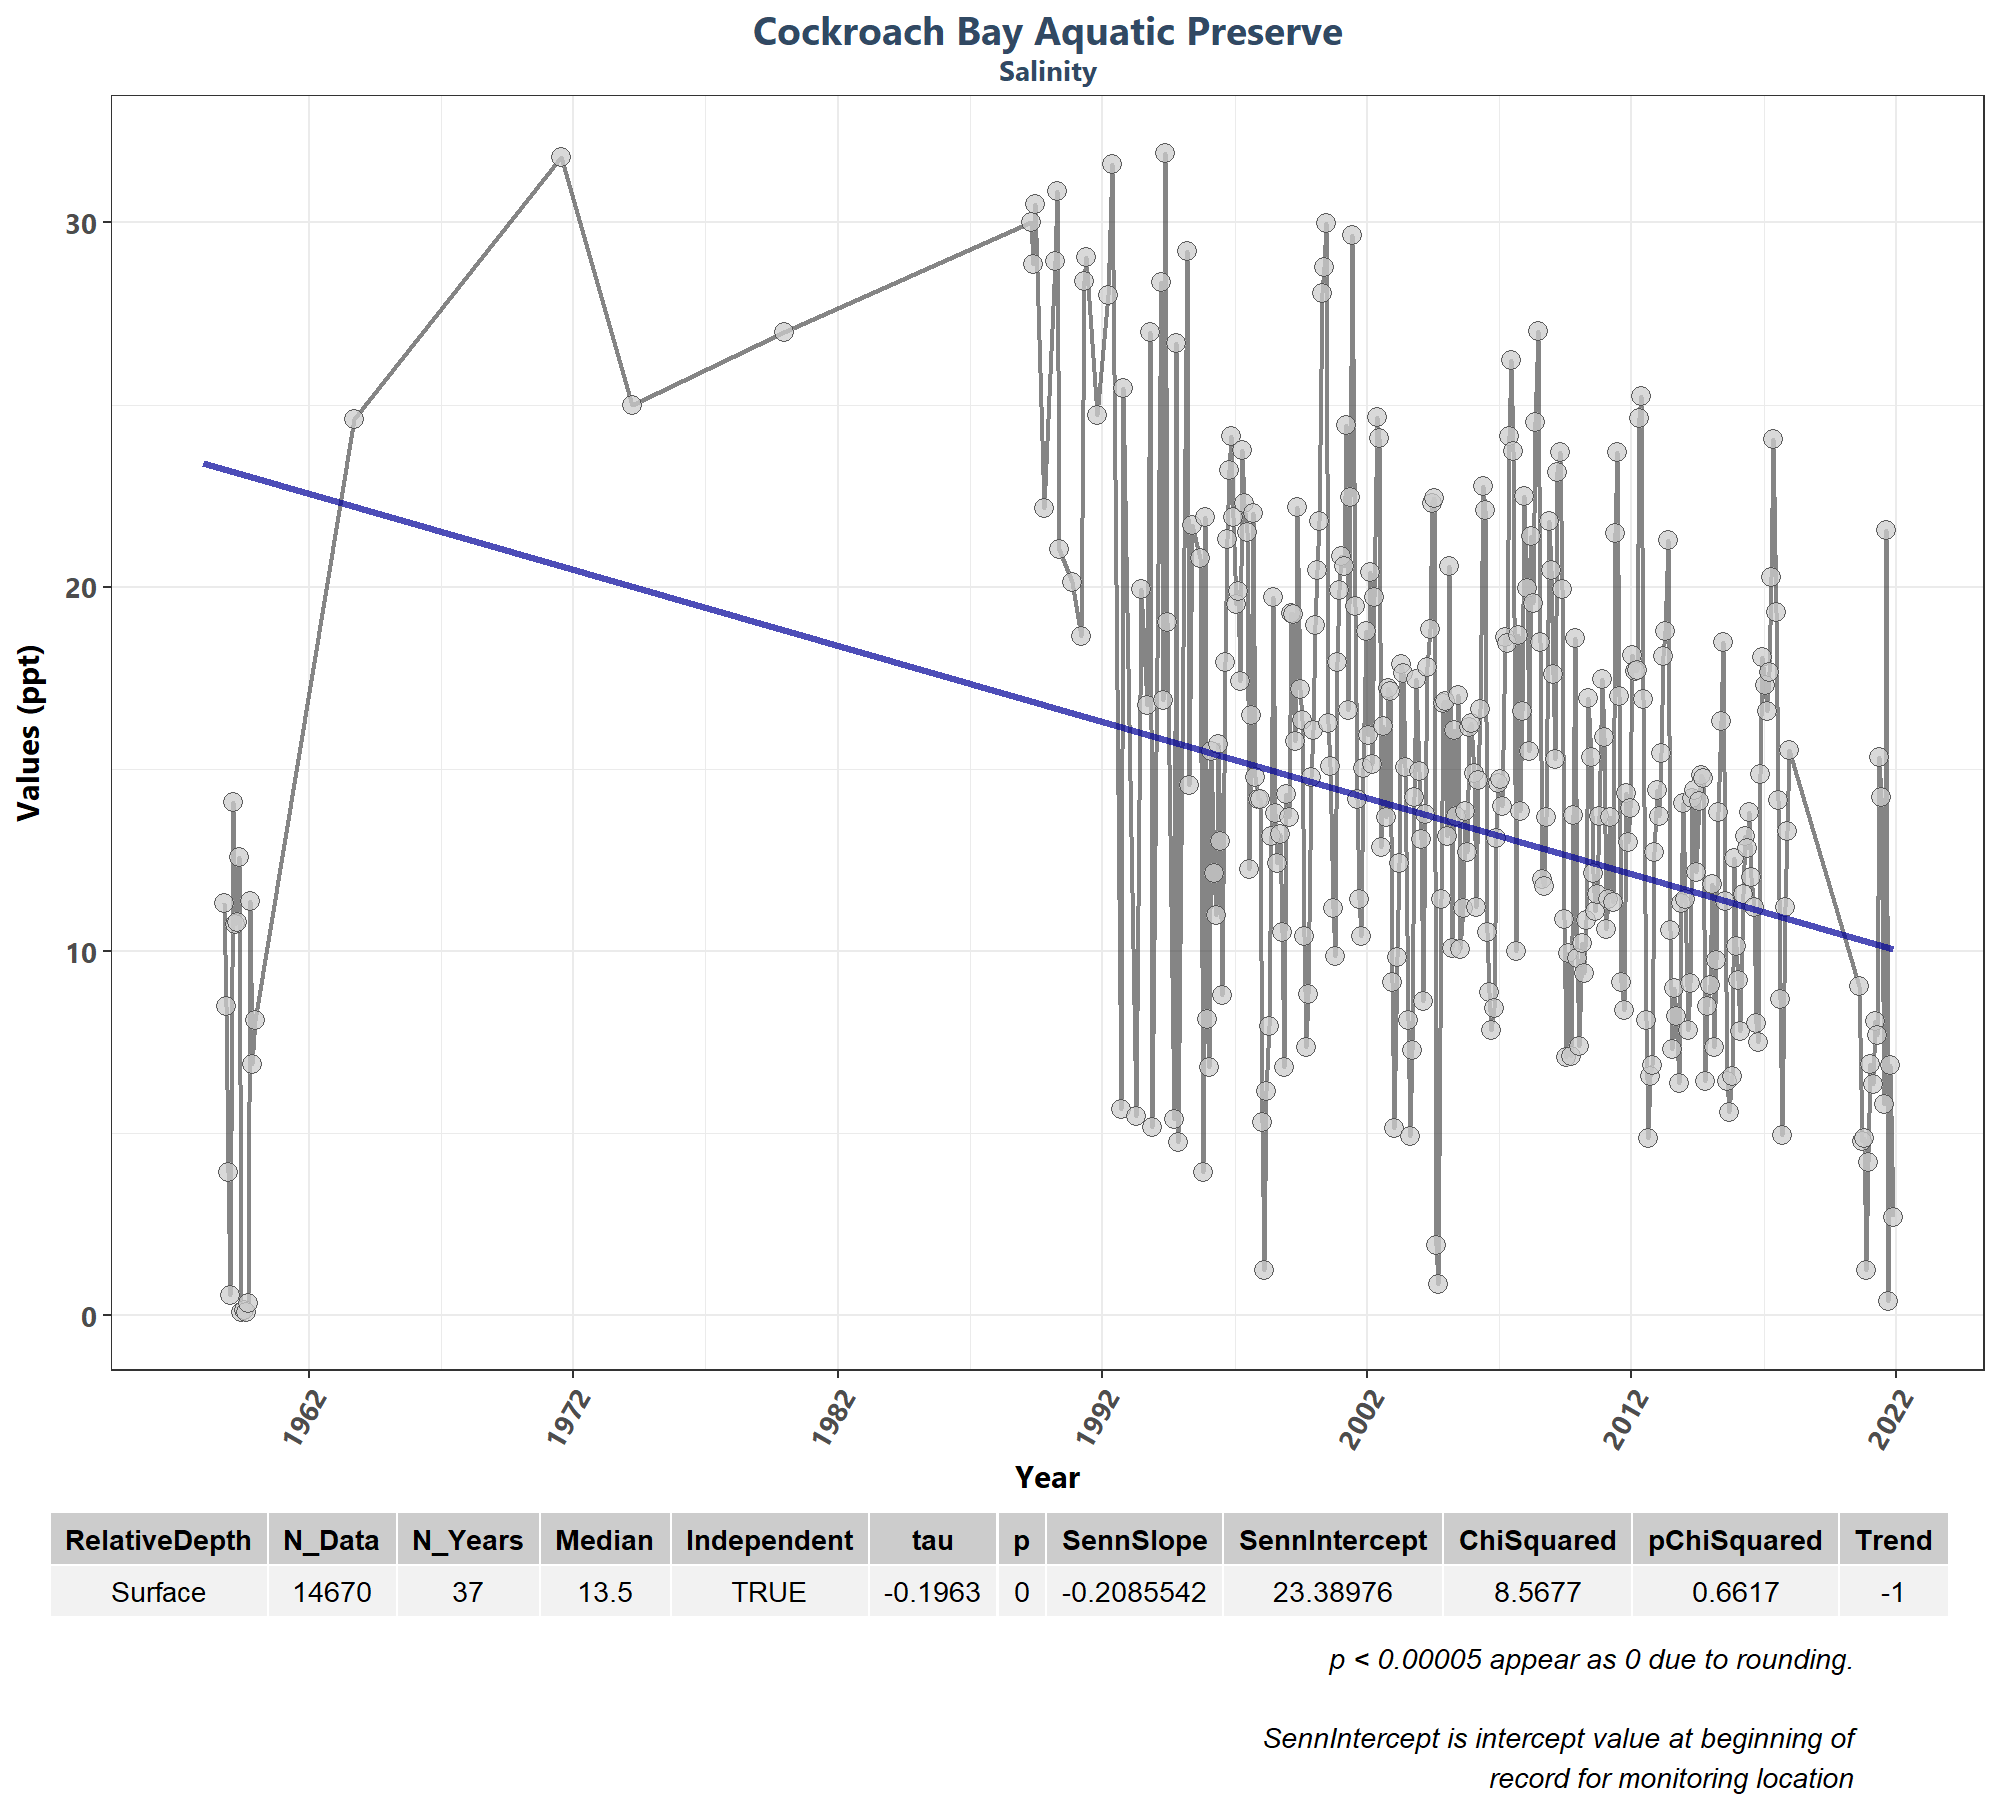 Cockroach Bay Aquatic Preserve
Salinity
Values (ppt)
30
20
10
0
1962 1972 1982 1992 2002 2012 2022
Year
RelativeDepth N_Data N_Years Median Independent tau p SennSlope SennIntercept ChiSquared pChiSquared Trend
Surface 14670 37 13.5 TRUE -0.1963 0 -0.2085542 23.38976 8.5677 0.6617 -1
p < 0.00005 appear as 0 due to rounding.
SennIntercept is intercept value at beginning of
record for monitoring location